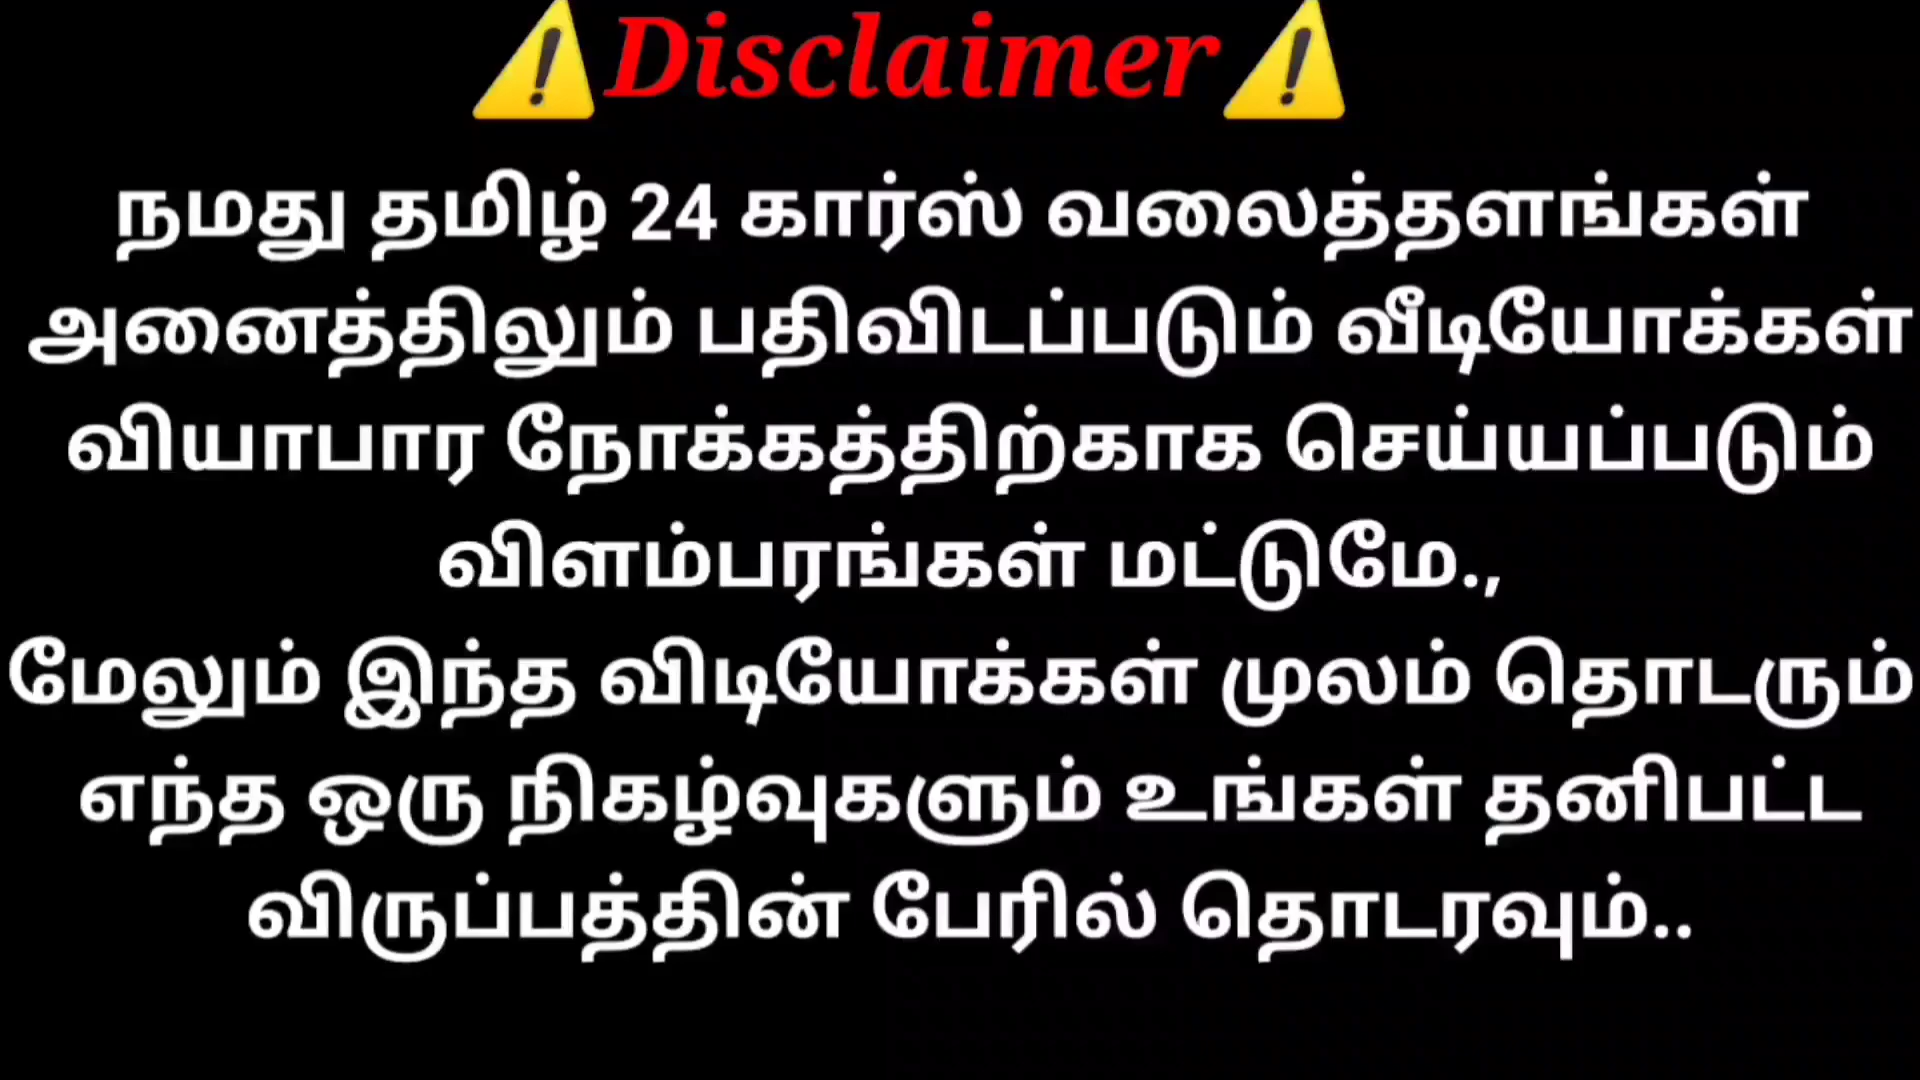 ⚠️Disclaimer⚠️
நமது தமிழ் 24 கார்ஸ் வலைத்தளங்கள்
அனைத்திலும் பதிவிடப்படும் வீடியோக்கள்
வியாபார நோக்கத்திற்காக செய்யப்படும்
விளம்பரங்கள் மட்டுமே.,
மேலும் இந்த விடியோக்கள் முலம் தொடரும்
எந்த ஒரு நிகழ்வுகளும் உங்கள் தனிபட்ட
விருப்பத்தின் பேரில் தொடரவும்..